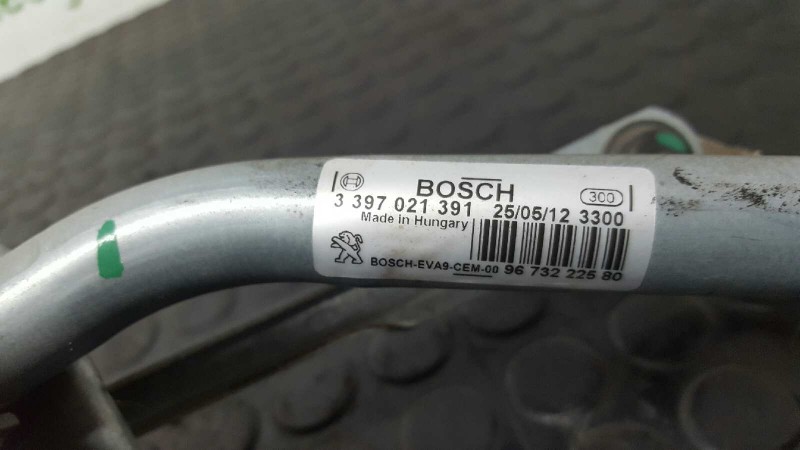 BOSCH
300
3 397 021 391 25/05/12 3300
Made in Hungary
BOSCH-EVA9-CEM-00 96 732 225 80